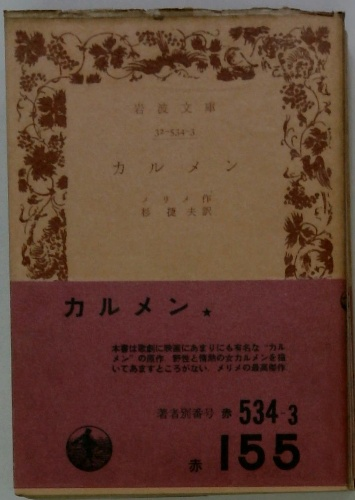 岩波文庫
32-534-3
カルメン
メリメ作
杉捷夫訳
カルメン ★
本書は歌劇に映画にあまりにも有名な“カル
メン”の原作．野性と情熱の女カルメンを描
いてあますところがない．メリメの最高傑作
著者別番号 赤 534-3
赤 155